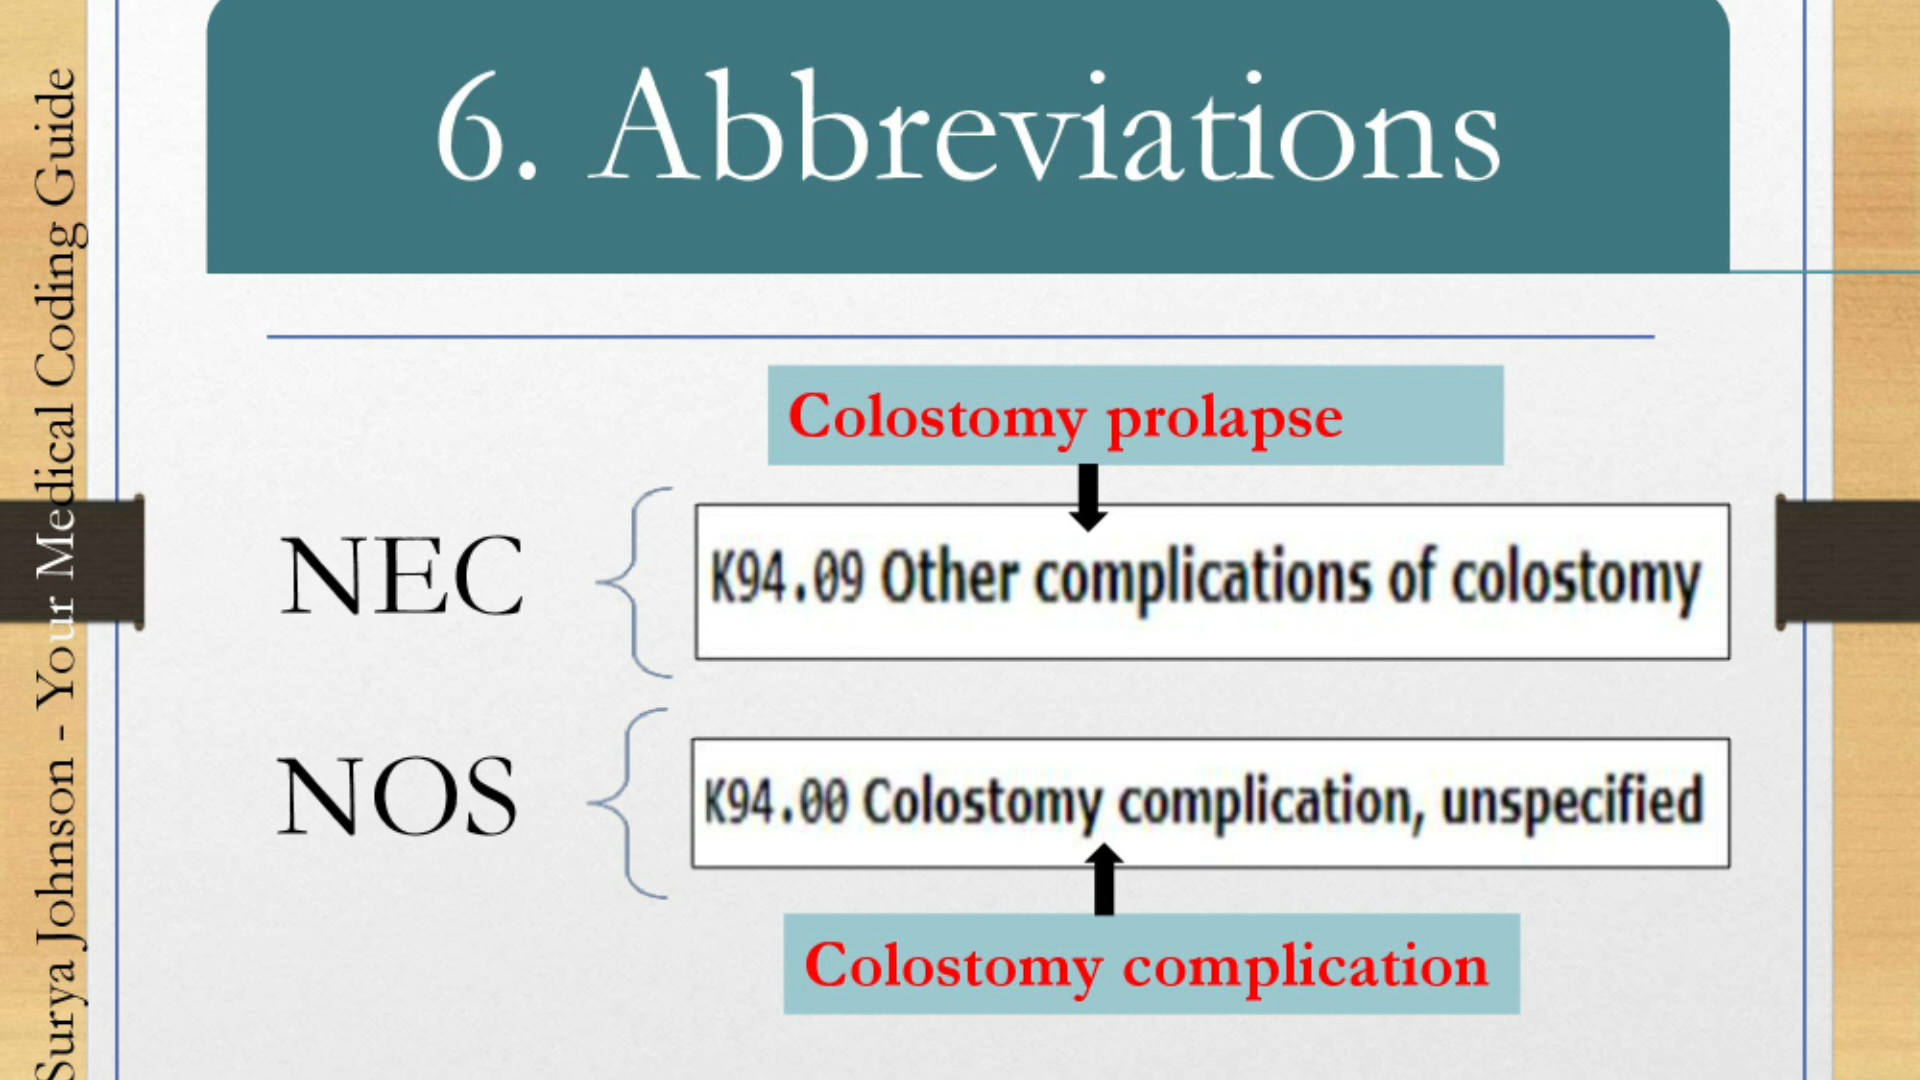 6. Abbreviations
Colostomy prolapse
NEC
K94.09 Other complications of colostomy
NOS
K94.00 Colostomy complication, unspecified
Colostomy complication
Surya Johnson - Your Medical Coding Guide